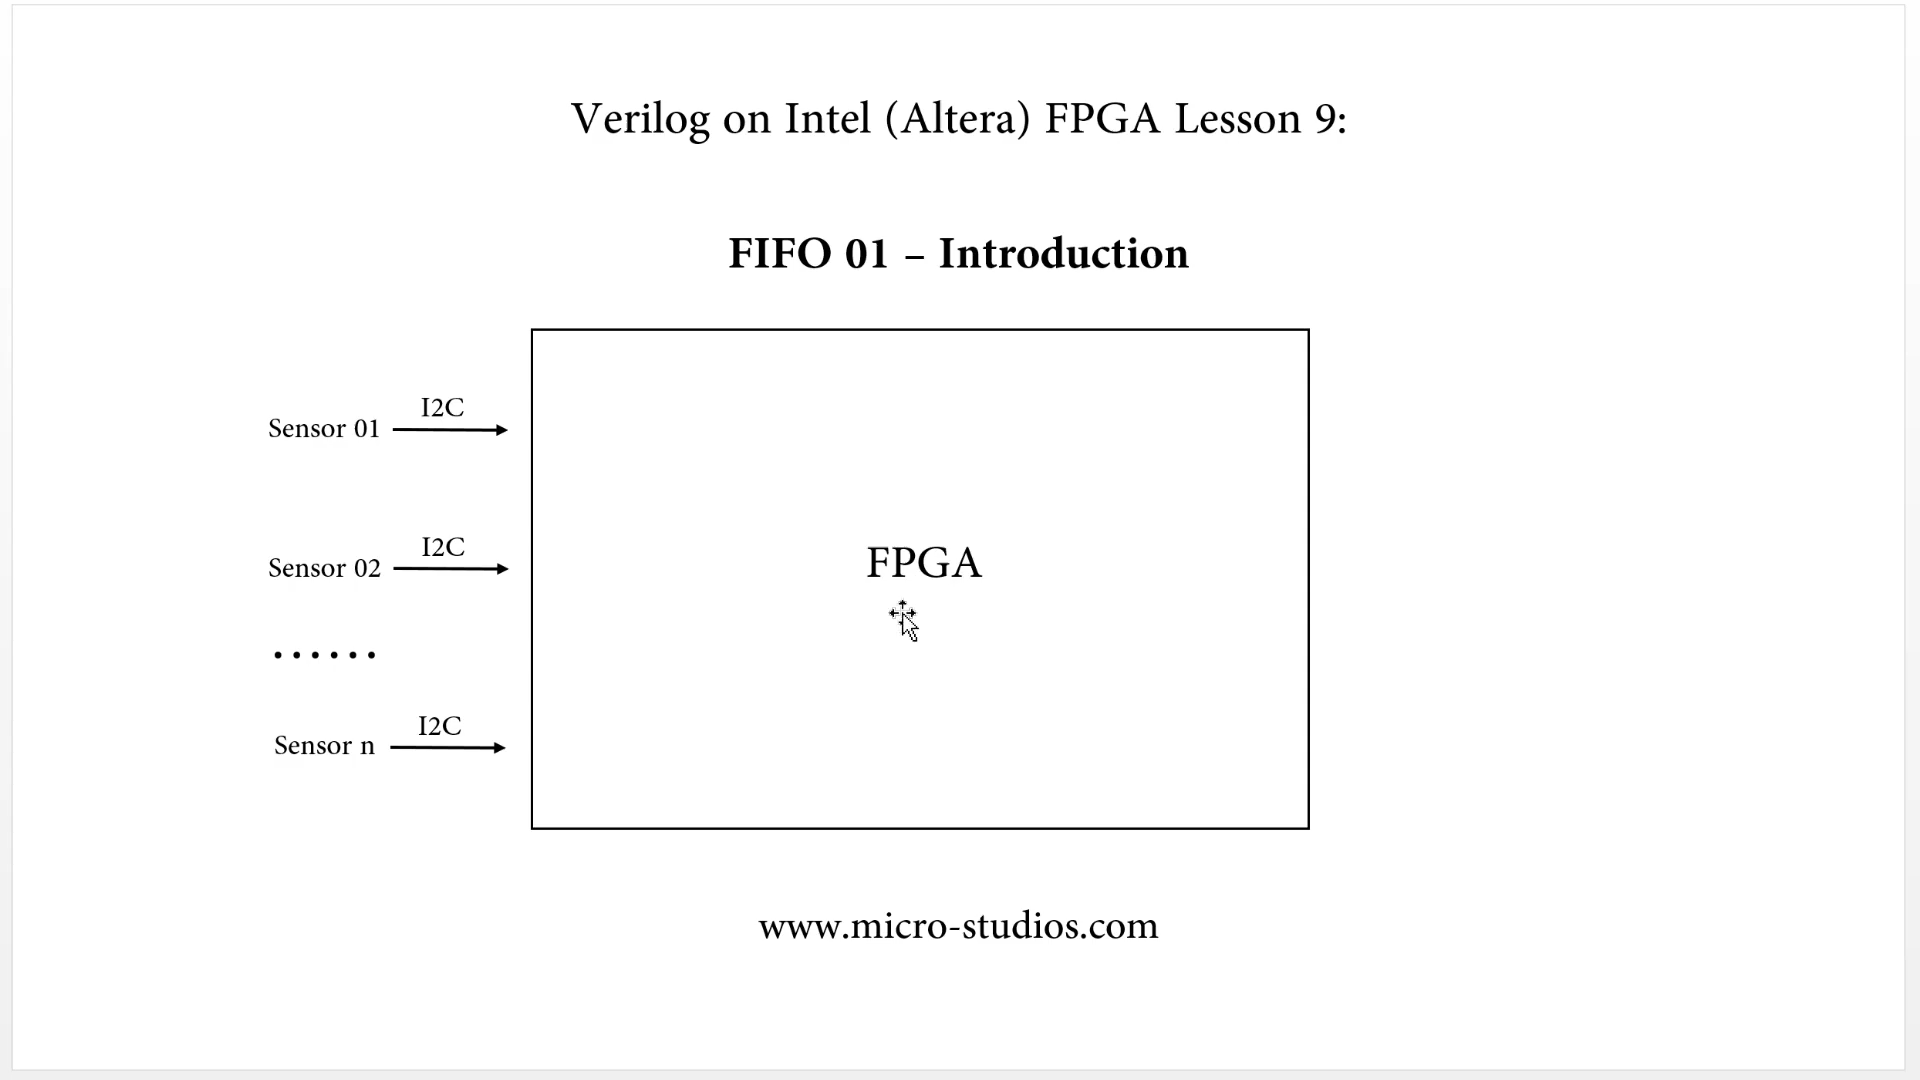 Verilog on Intel (Altera) FPGA Lesson 9:
FIFO 01 – Introduction
I2C
Sensor 01
I2C
Sensor 02
FPGA
......
I2C
Sensor n
www.micro-studios.com